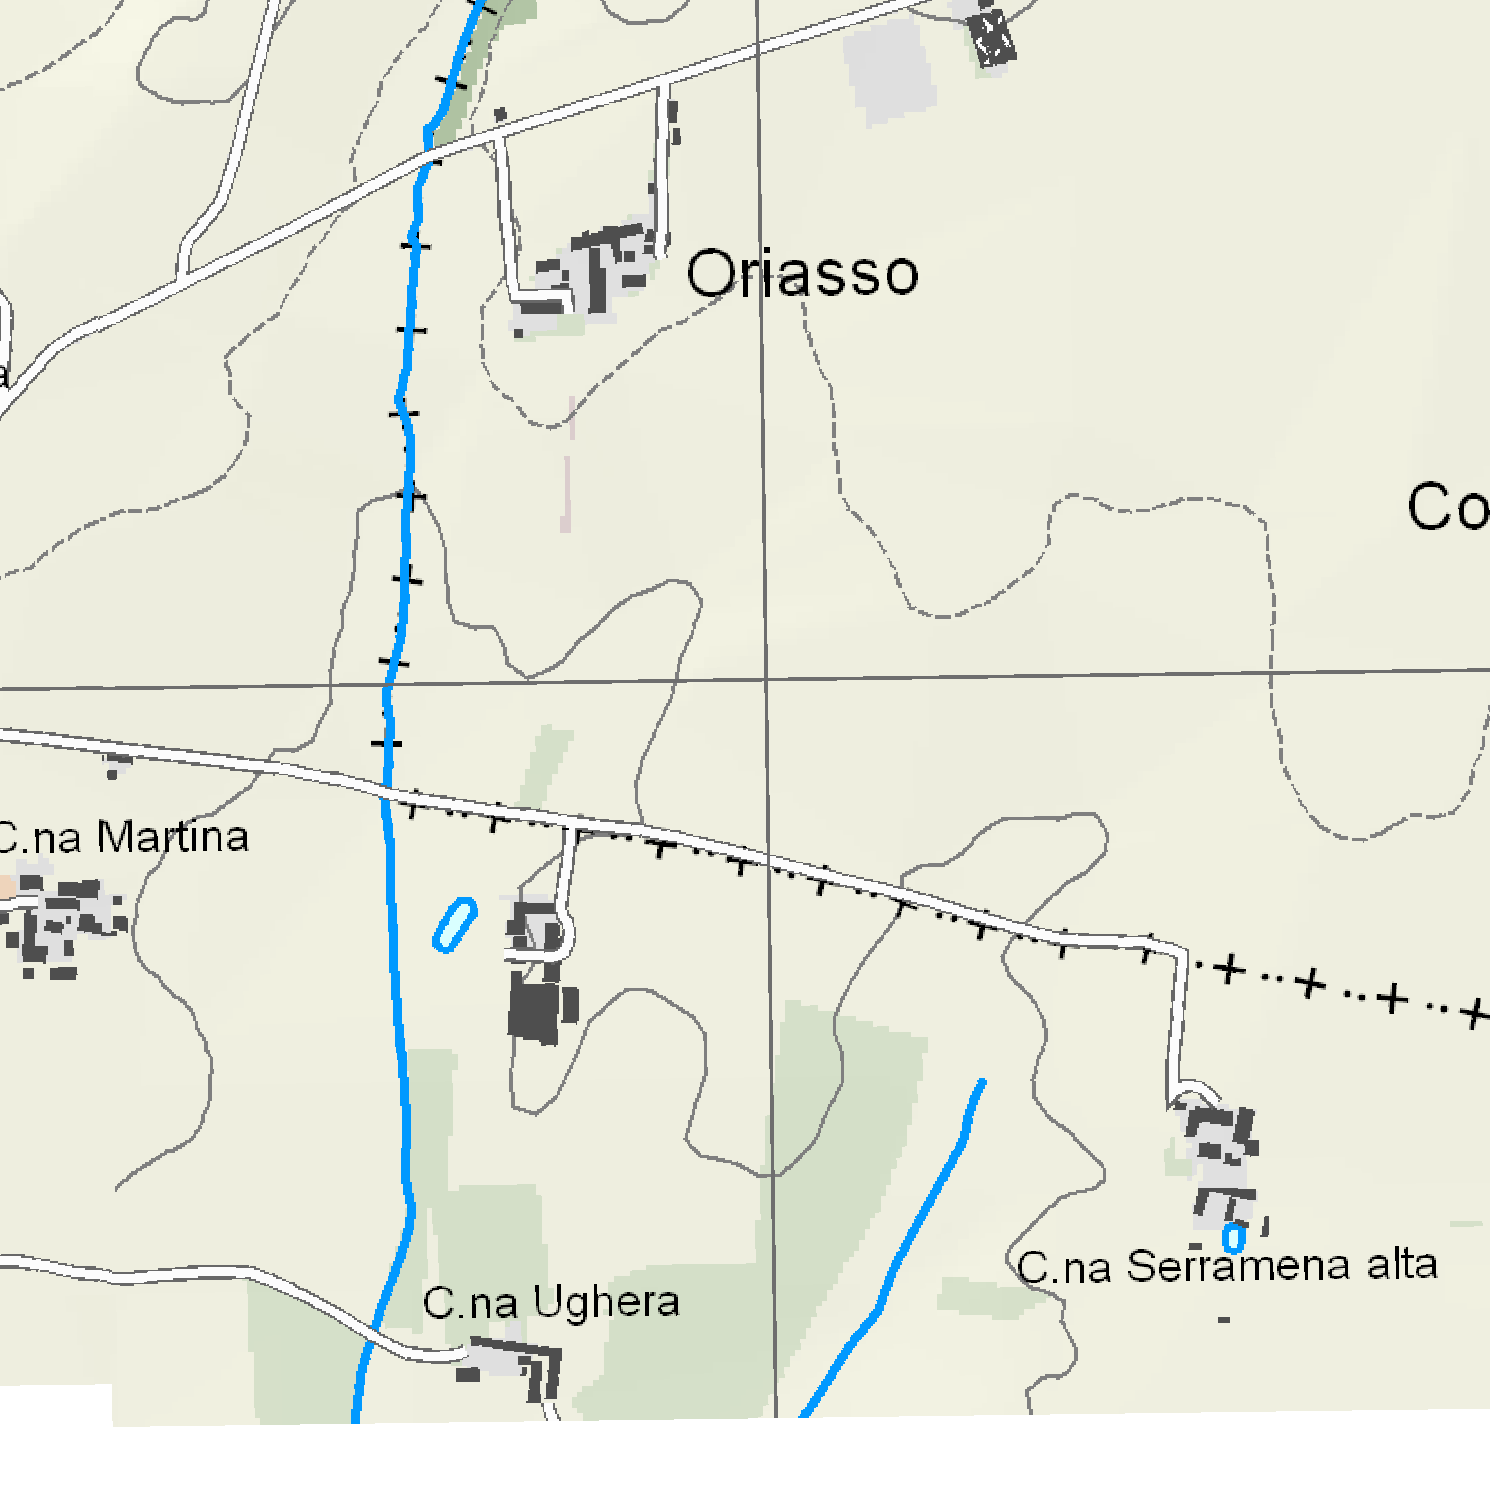 Oriasso
Co
a
C.na Martina
C.na Serramena alta
C.na Ughera